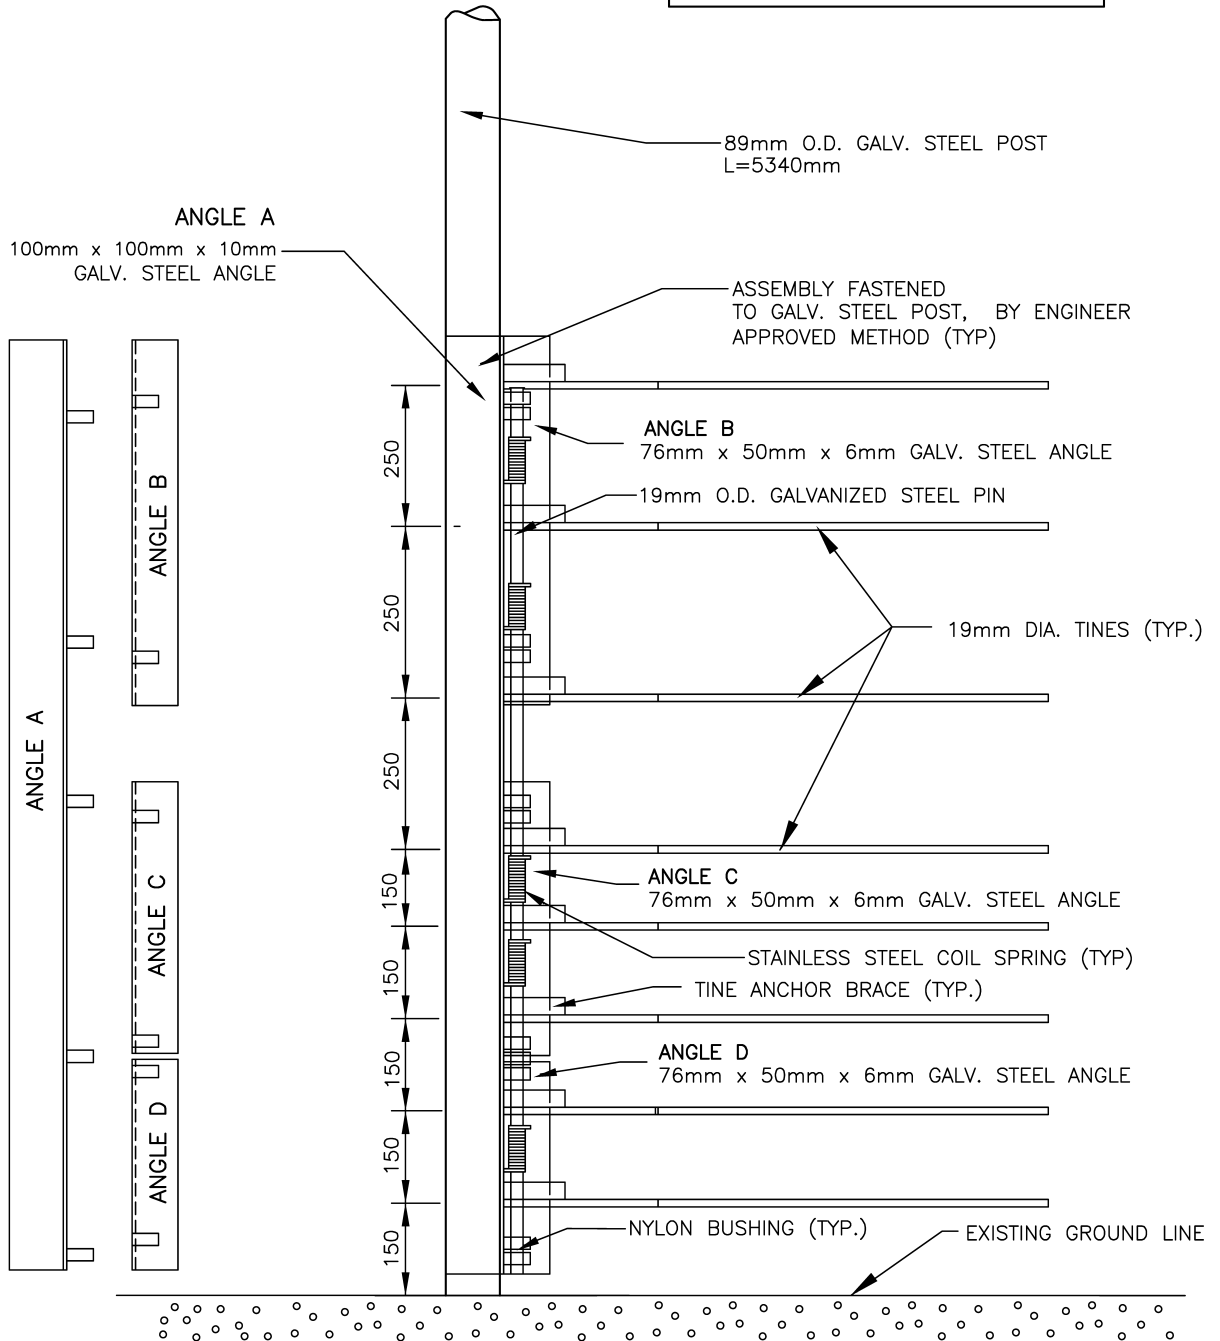 89mm O.D. GALV. STEEL POST
L=5340mm
ANGLE A
100mm x 100mm x 10mm
GALV. STEEL ANGLE
ASSEMBLY FASTENED
TO GALV. STEEL POST, BY ENGINEER
APPROVED METHOD (TYP)
ANGLE B
76mm x 50mm x 6mm GALV. STEEL ANGLE
250
19mm O.D. GALVANIZED STEEL PIN
ANGLE B
250
19mm DIA. TINES (TYP.)
ANGLE A
250
ANGLE C
76mm x 50mm x 6mm GALV. STEEL ANGLE
150
ANGLE C
STAINLESS STEEL COIL SPRING (TYP)
150
TINE ANCHOR BRACE (TYP.)
ANGLE D
76mm x 50mm x 6mm GALV. STEEL ANGLE
150
ANGLE D
150
NYLON BUSHING (TYP.)
EXISTING GROUND LINE
150